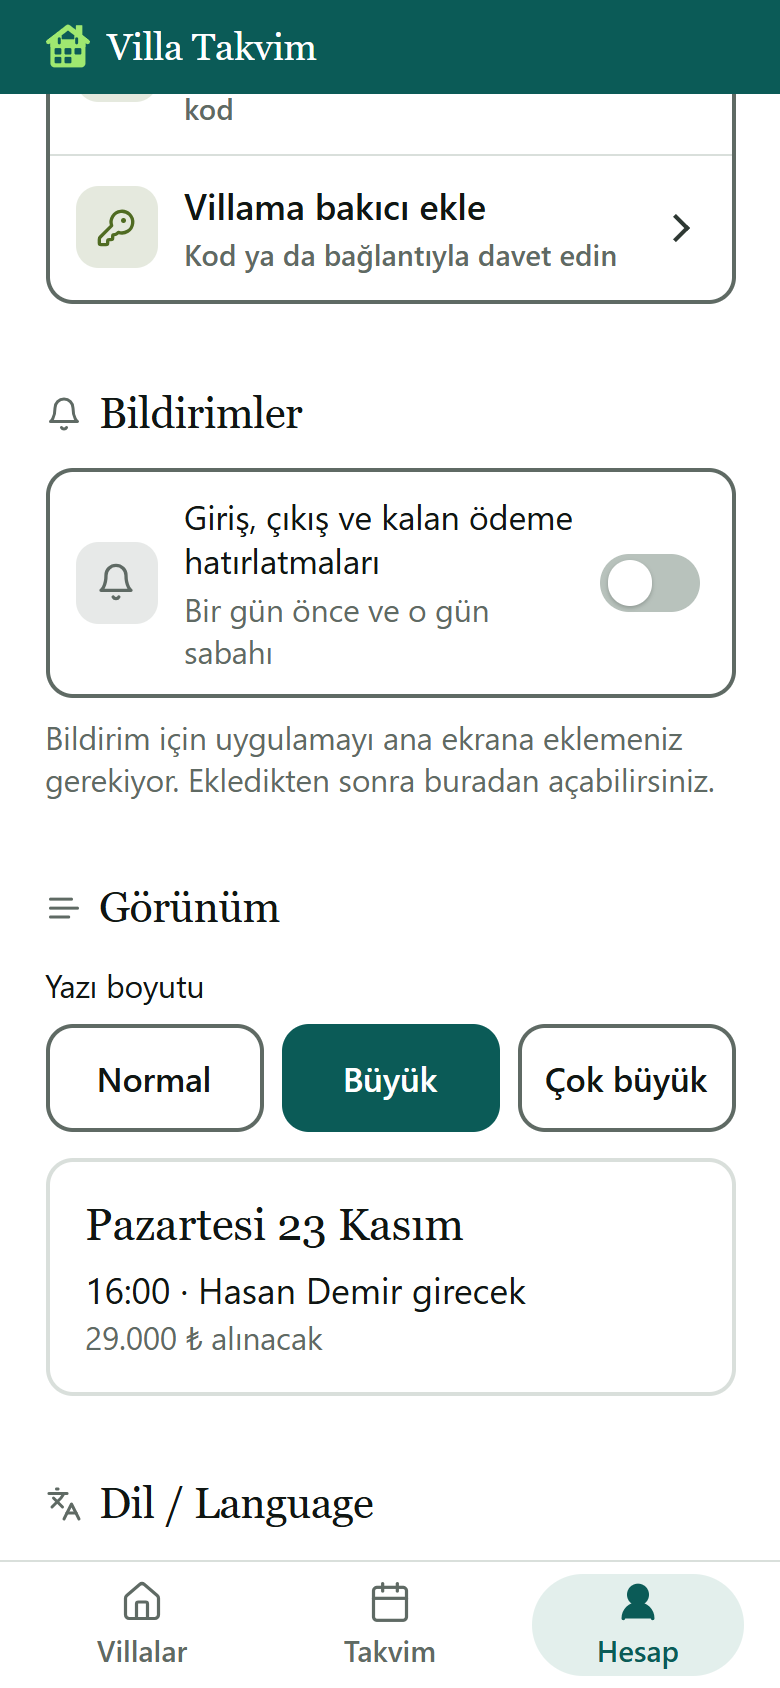 Villa Takvim
kod
Villama bakıcı ekle
Kod ya da bağlantıyla davet edin
Bildirimler
Giriş, çıkış ve kalan ödeme
hatırlatmaları
Bir gün önce ve o gün
sabahı
Bildirim için uygulamayı ana ekrana eklemeniz
gerekiyor. Ekledikten sonra buradan açabilirsiniz.
Görünüm
Yazı boyutu
Normal
Büyük
Çok büyük
Pazartesi 23 Kasım
16:00 · Hasan Demir girecek
29.000 ₺ alınacak
Dil / Language
Villalar
Takvim
Hesap